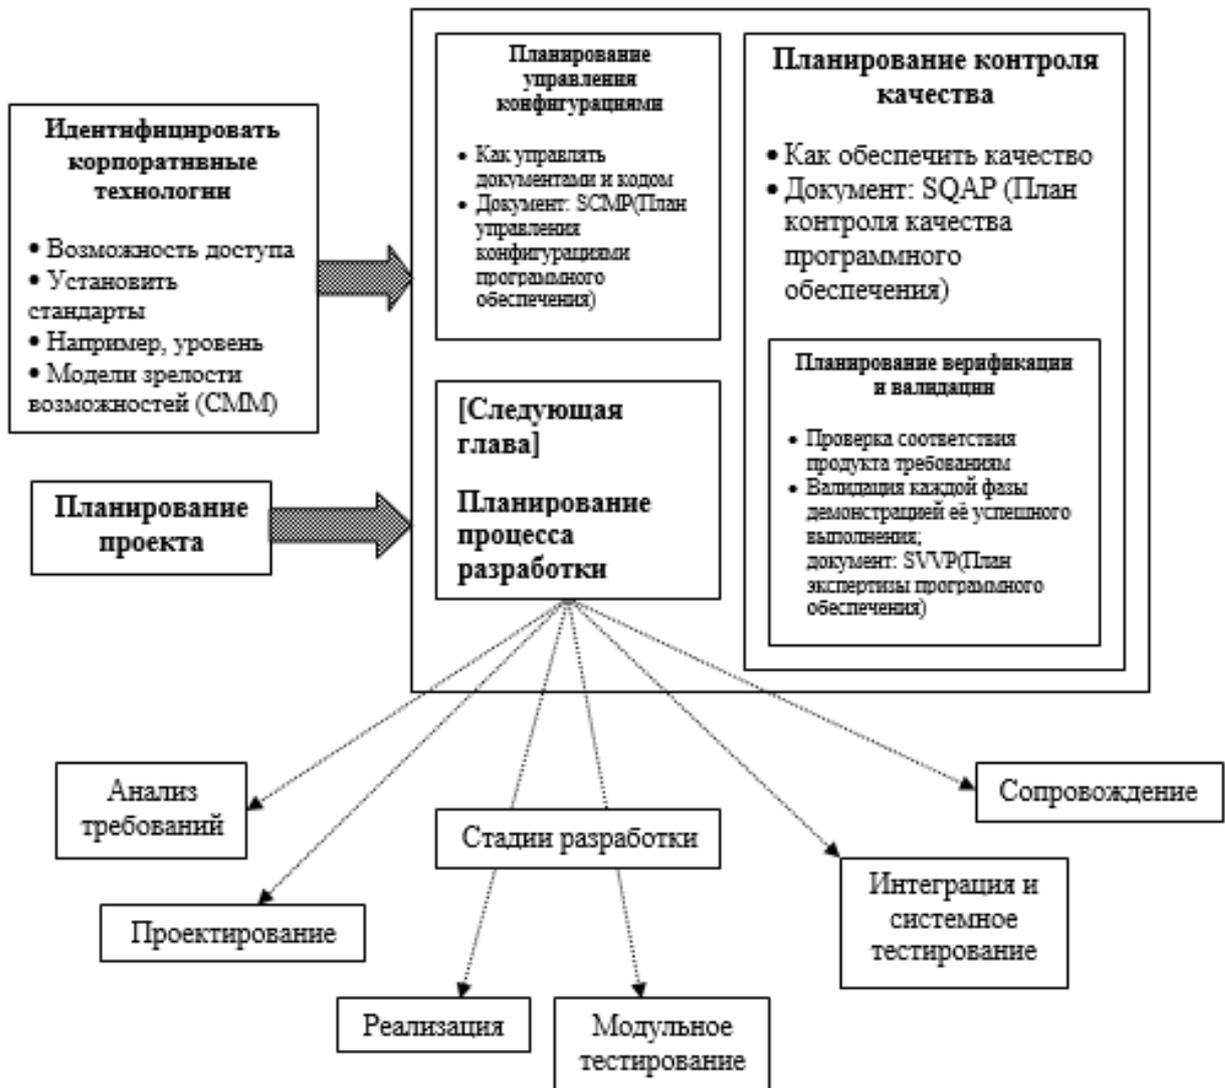 Идентифицировать
корпоративные
технологии
• Возможность доступа
• Установить
стандарты
• Например, уровень
• Модели зрелости
возможностей (СММ)
Планирование
проекта
Планирование
управления
конфигурациями
• Как управлять
документами и кодом
• Документ: SCMP(План
управления
конфигурациями
программного
обеспечения)
[Следующая
глава]
Планирование
процесса
разработки
Планирование контроля
качества
• Как обеспечить качество
• Документ: SQAP (План
контроля качества
программного
обеспечения)
Планирование верификации
и валидации
• Проверка соответствия
продукта требованиям
• Валидация каждой фазы
демонстрацией её успешного
выполнения;
документ: SVVP(План
экспертизы программного
обеспечения)
Анализ
требований
Проектирование
Стадии разработки
Реализация
Модульное
тестирование
Интеграция и
системное
тестирование
Сопровождение